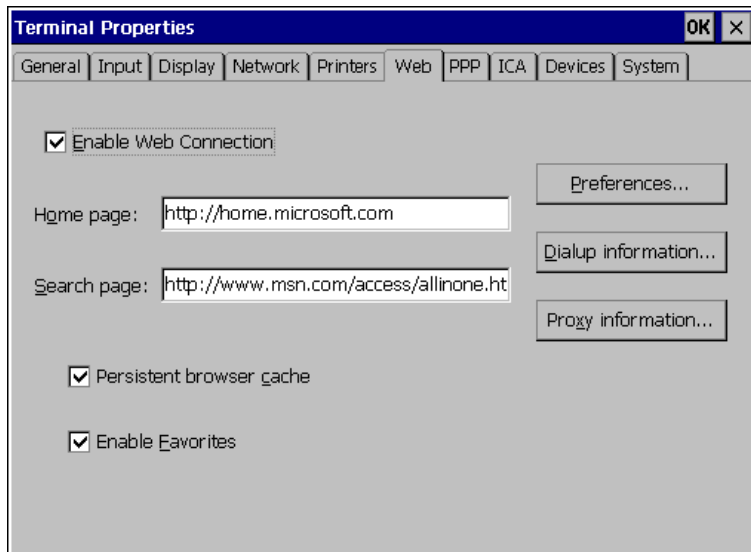 Terminal Properties OK ×
General Input Display Network Printers Web PPP ICA Devices System
Enable Web Connection
Preferences...
Home page: http://home.microsoft.com
Dialup information...
Search page: http://www.msn.com/access/allinone.ht
Proxy information...
Persistent browser cache
Enable Favorites